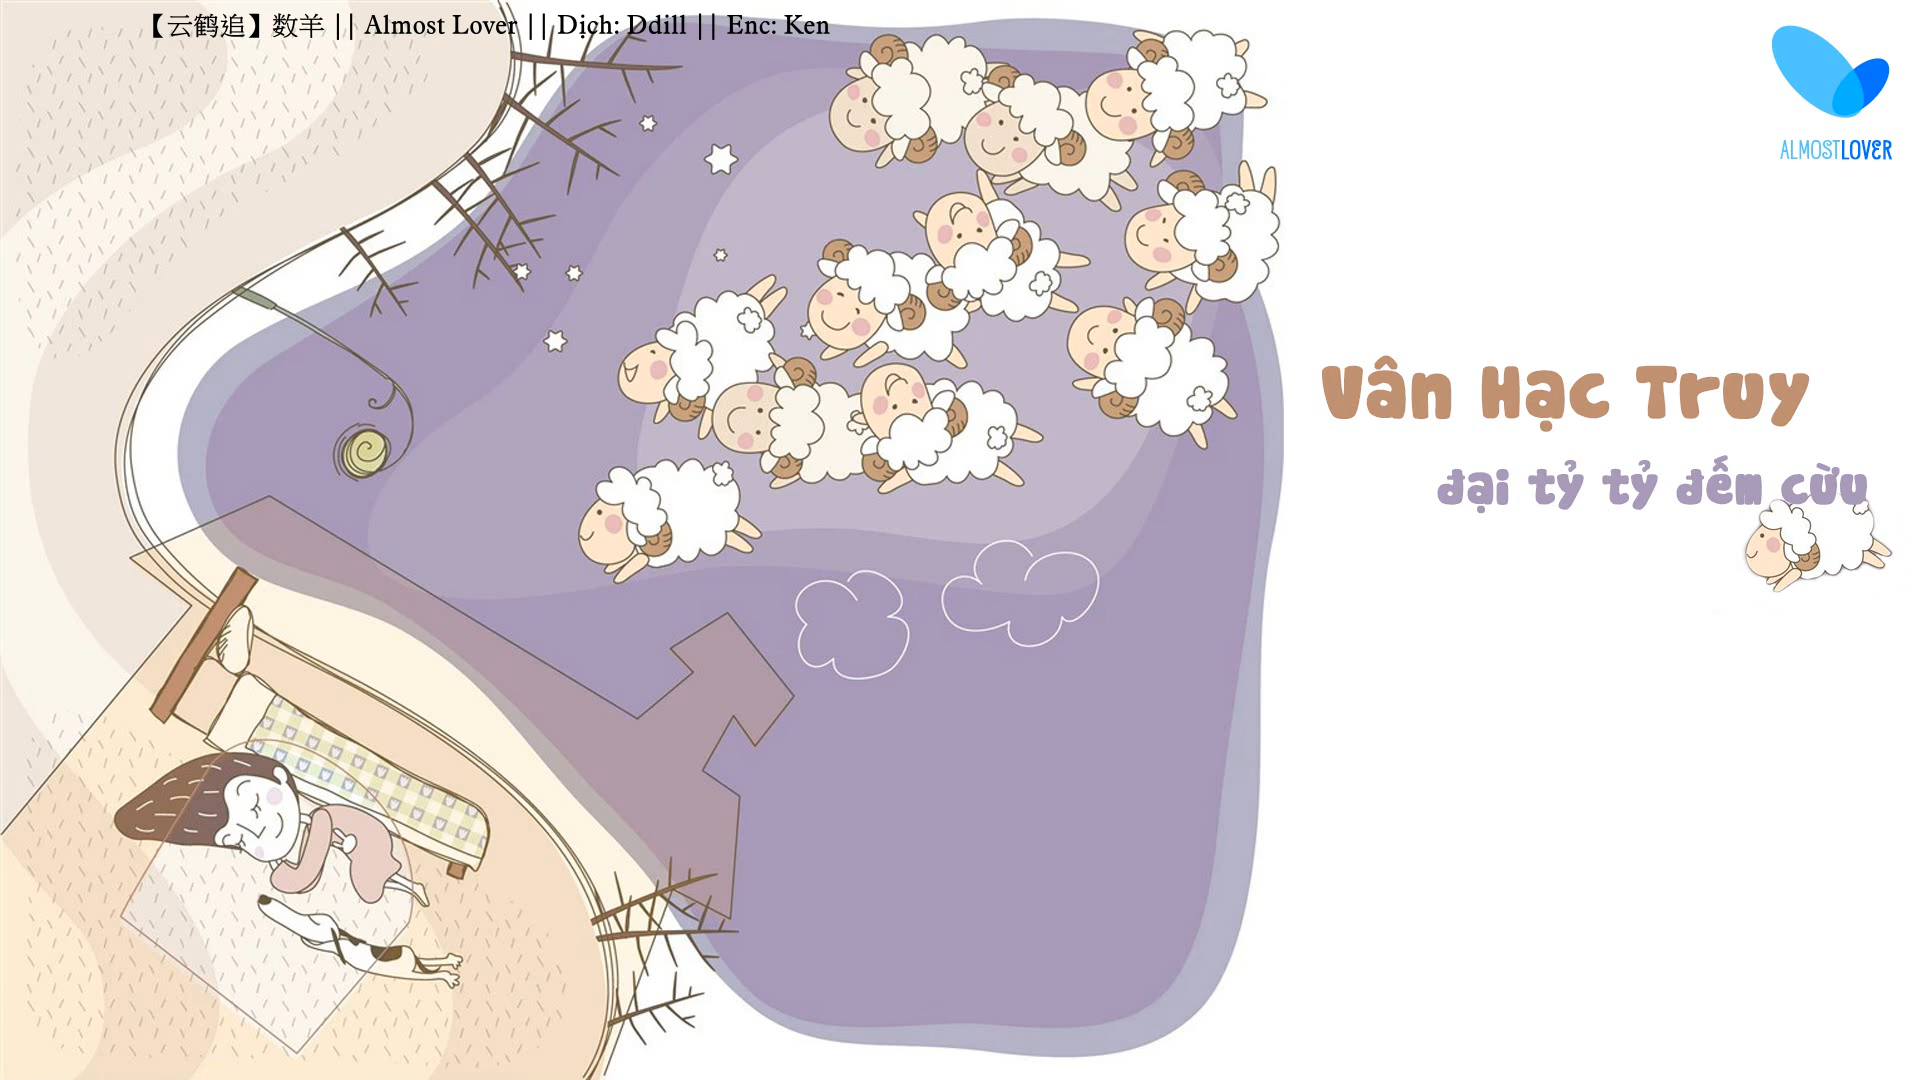 【云鹤追】数羊 || Almost Lover || Dịch: Ddill || Enc: Ken
ALMOSTLOVER
Vân Hạc Truy
đại tỷ tỷ đếm cừu